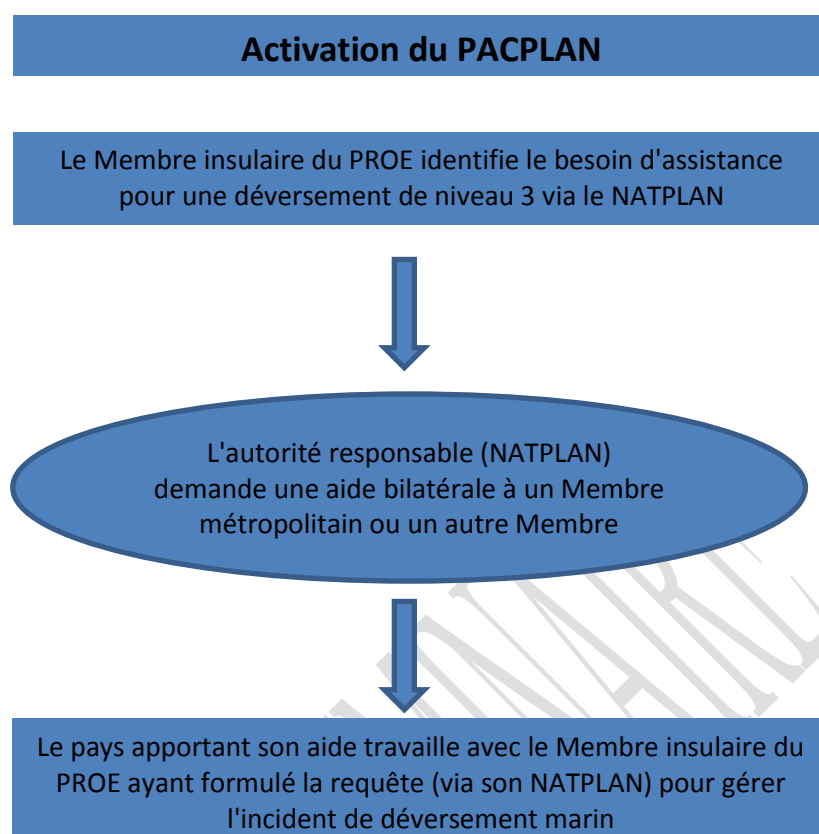 Activation du PACPLAN
Le Membre insulaire du PROE identifie le besoin d'assistance
pour une déversement de niveau 3 via le NATPLAN
L'autorité responsable (NATPLAN)
demande une aide bilatérale à un Membre
métropolitain ou un autre Membre
Le pays apportant son aide travaille avec le Membre insulaire du
PROE ayant formulé la requête (via son NATPLAN) pour gérer
l'incident de déversement marin